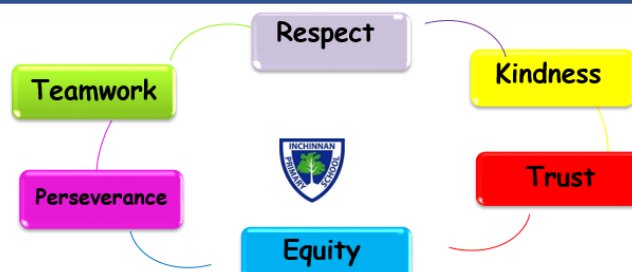 Respect
Kindness
Teamwork
INCHINNAN
PRIMARY
SCHOOL
Trust
Perseverance
Equity